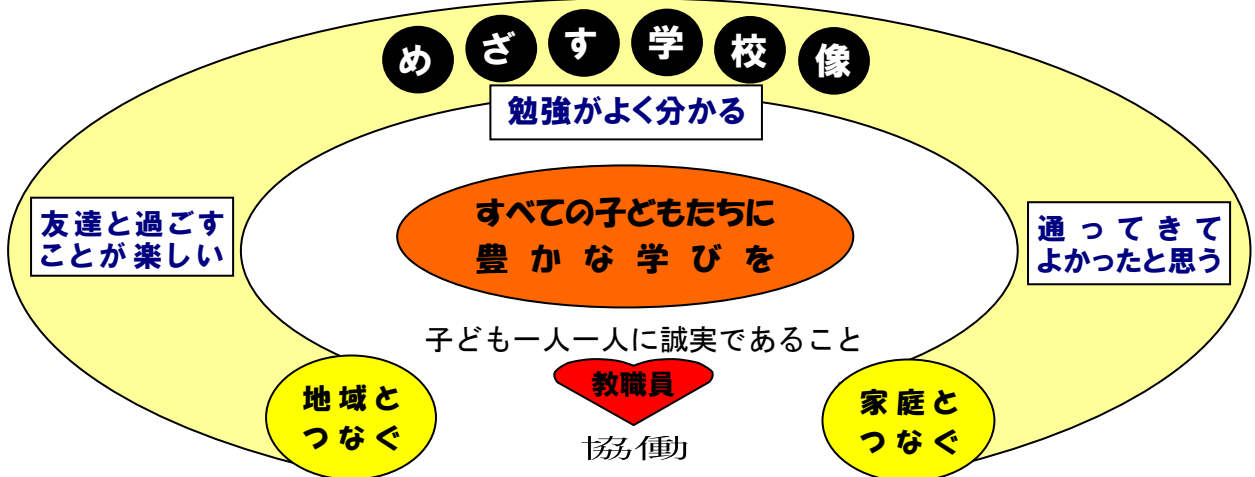 めざす学校像
勉強がよく分かる
友達と過ごす
ことが楽しい
すべての子どもたちに
豊かな学びを
通ってきて
よかったと思う
子ども一人一人に誠実であること
教職員
地域と
つなぐ
家庭と
つなぐ
協働